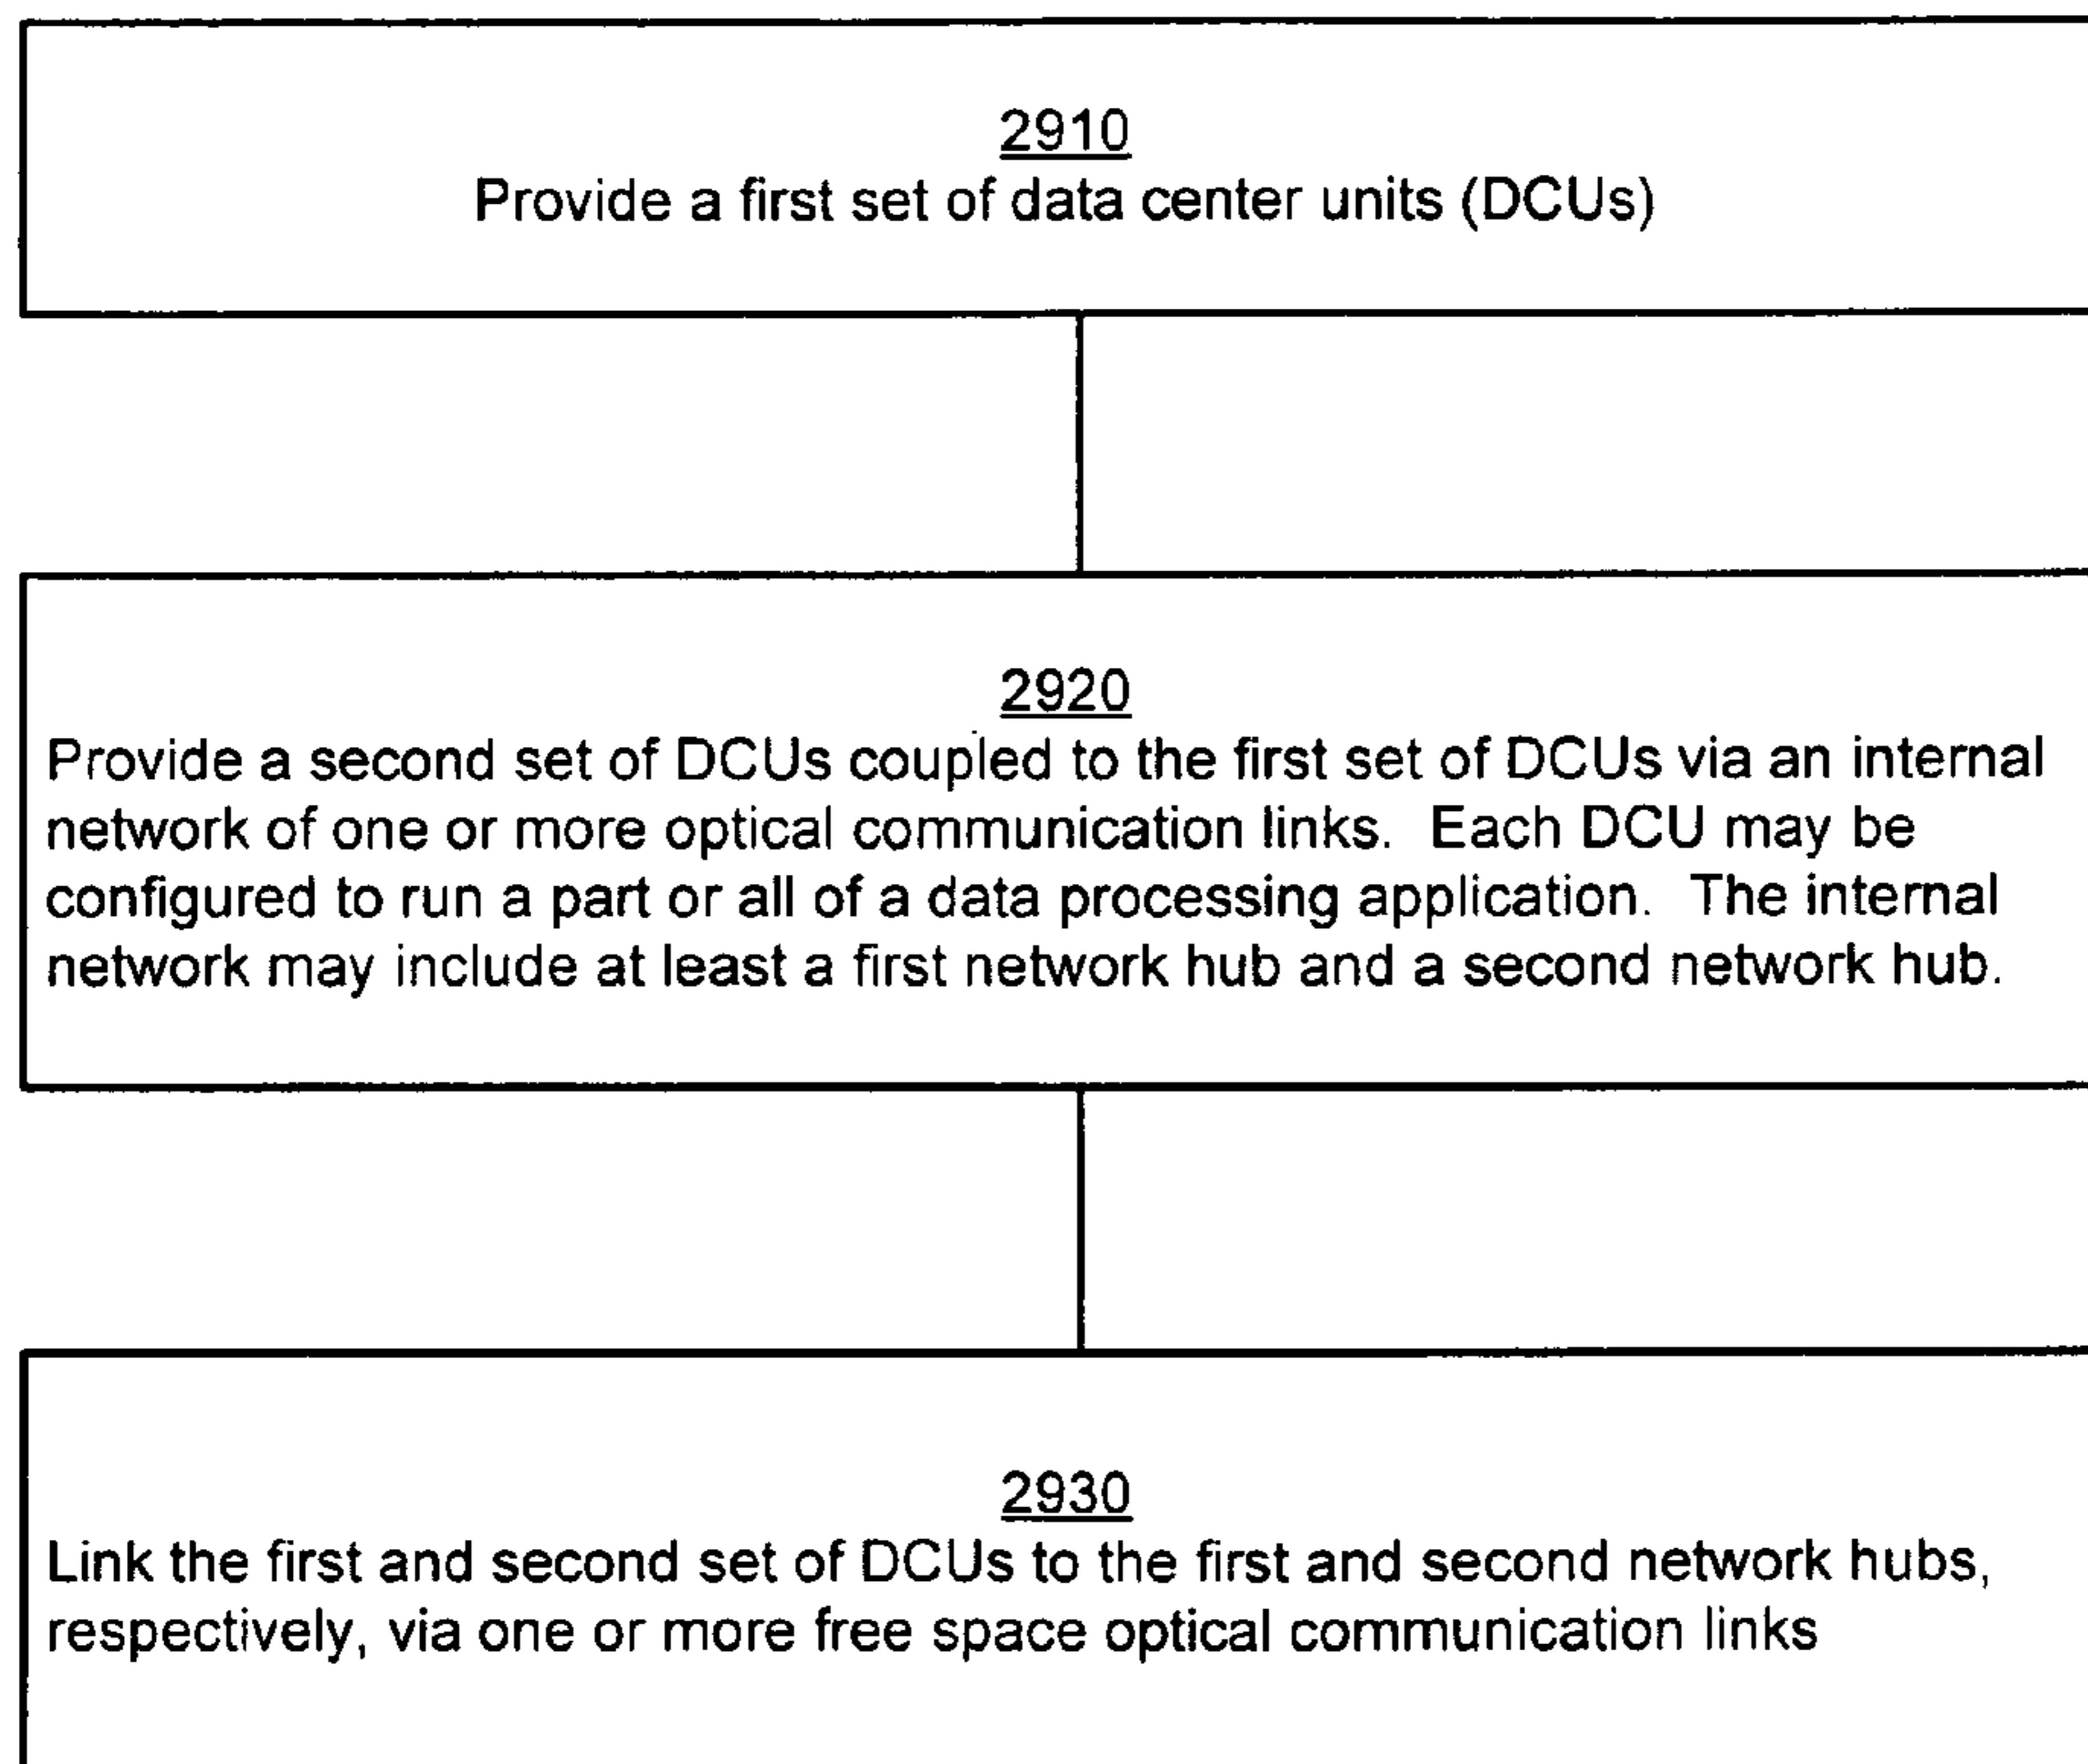 2910
Provide a first set of data center units (DCUs)
2920
Provide a second set of DCUs coupled to the first set of DCUs via an internal
network of one or more optical communication links. Each DCU may be
configured to run a part or all of a data processing application. The internal
network may include at least a first network hub and a second network hub.
2930
Link the first and second set of DCUs to the first and second network hubs,
respectively, via one or more free space optical communication links